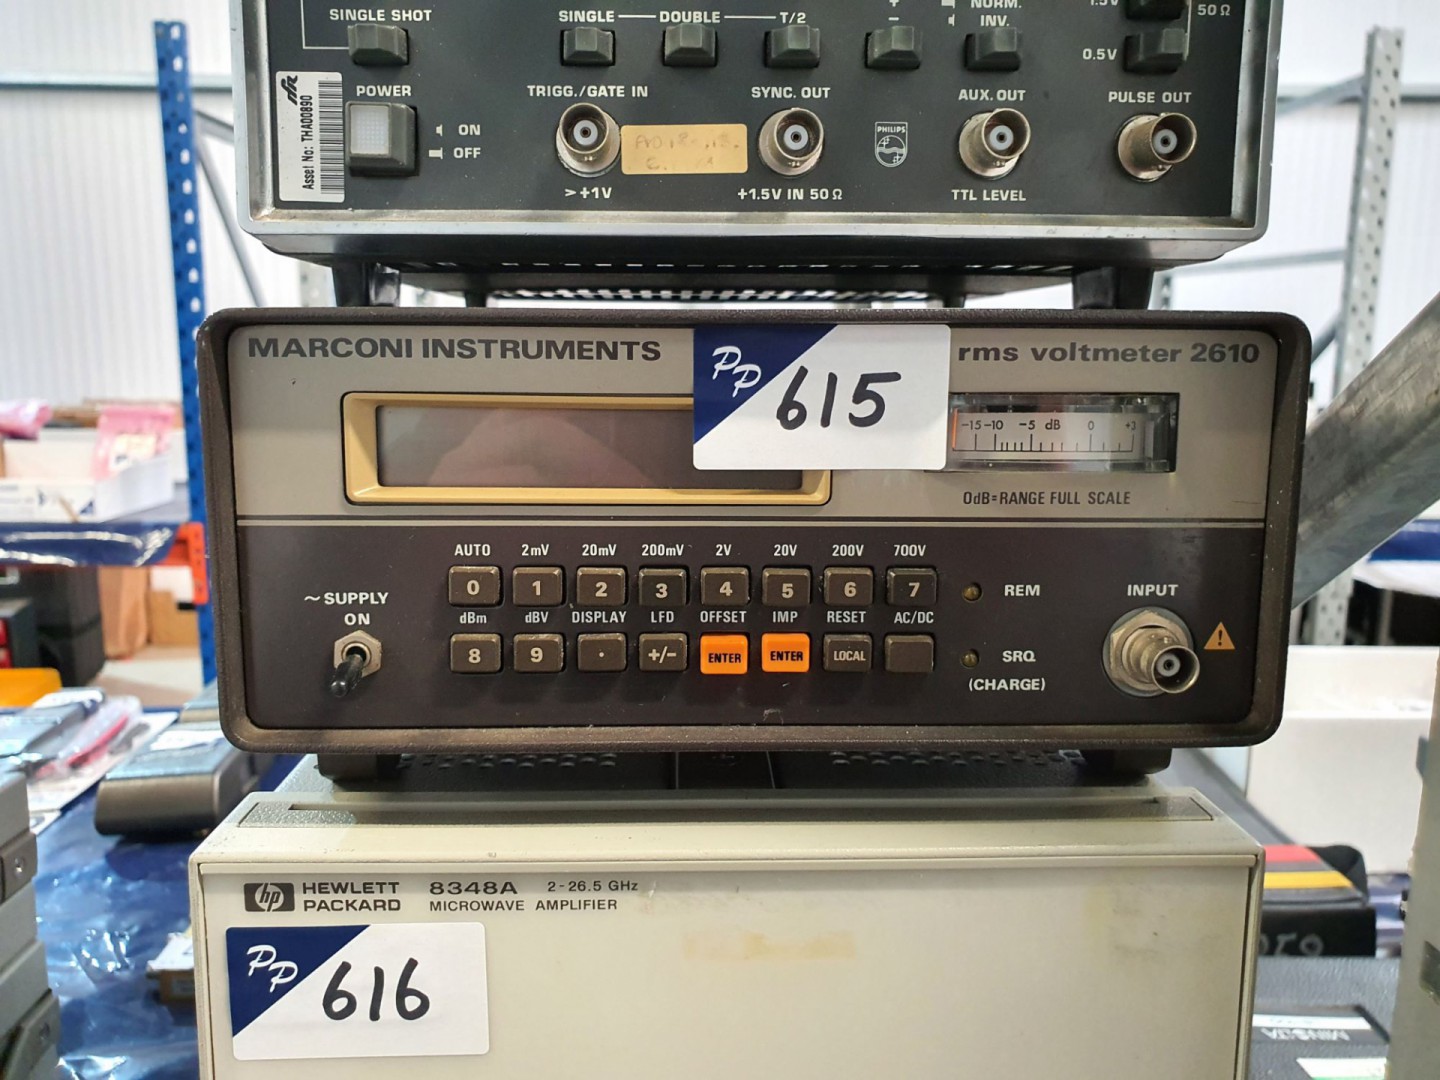 SINGLE SHOT
SINGLE
DOUBLE
T/2
+
−
NORM.
INV.
0.5V
50 Ω
POWER
ON
OFF
Asset No: THA00890
TRIGG./GATE IN
SYNC. OUT
AUX. OUT
PULSE OUT
PHILIPS
>+1V
+1.5V IN 50 Ω
TTL LEVEL
MARCONI INSTRUMENTS
PP 615
rms voltmeter 2610
-15 -10 -5 dB 0 +3
0dB=RANGE FULL SCALE
AUTO 2mV 20mV 200mV 2V 20V 200V 700V
0 1 2 3 4 5 6 7
dBm dBV DISPLAY LFD OFFSET IMP RESET AC/DC
8 9 · +/− ENTER ENTER LOCAL
~ SUPPLY
ON
REM
SRQ
(CHARGE)
INPUT
hp HEWLETT
PACKARD
8348A 2-26.5 GHz
MICROWAVE AMPLIFIER
PP 616
MINOLTA